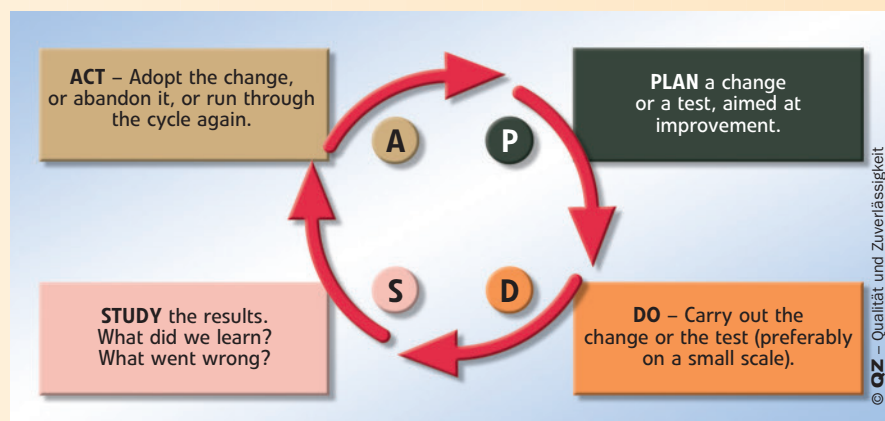 ACT – Adopt the change,
or abandon it, or run through
the cycle again.
PLAN a change
or a test, aimed at
improvement.
A
P
S
D
STUDY the results.
What did we learn?
What went wrong?
DO – Carry out the
change or the test (preferably
on a small scale).
© QZ – Qualität und Zuverlässigkeit